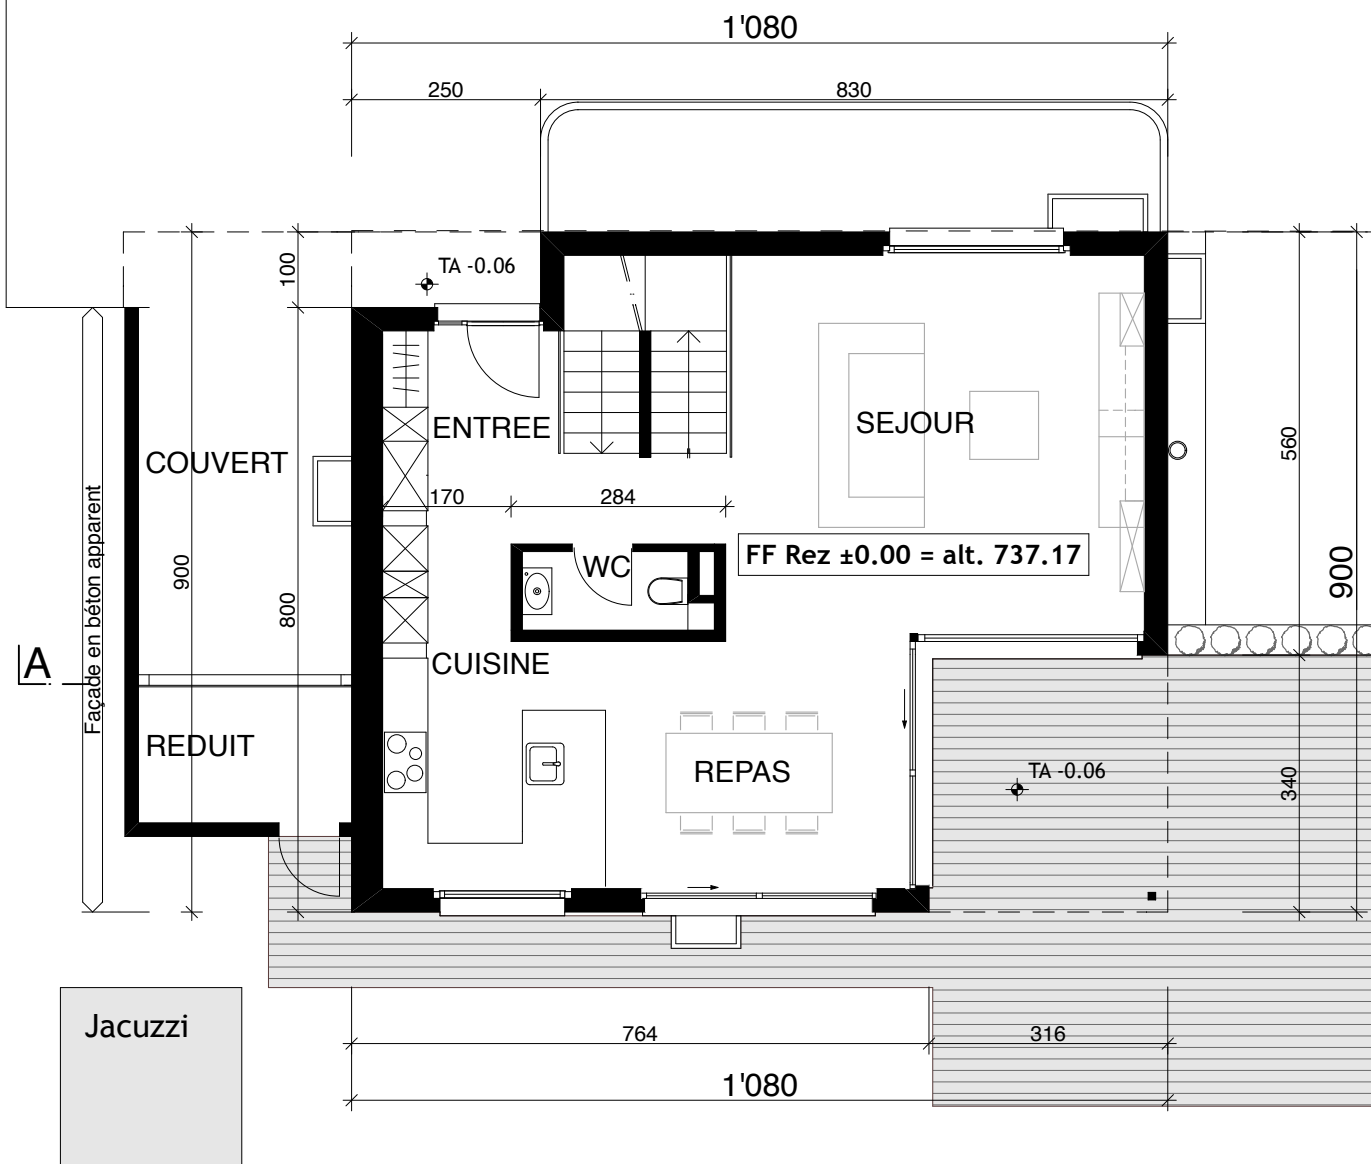 1'080
250
830
TA -0.06
100
ENTREE
SEJOUR
COUVERT
560
170
284
Façade en béton apparent
WC
FF Rez ±0.00 = alt. 737.17
900
900
800
A
CUISINE
REDUIT
REPAS
TA -0.06
340
Jacuzzi
764
316
1'080